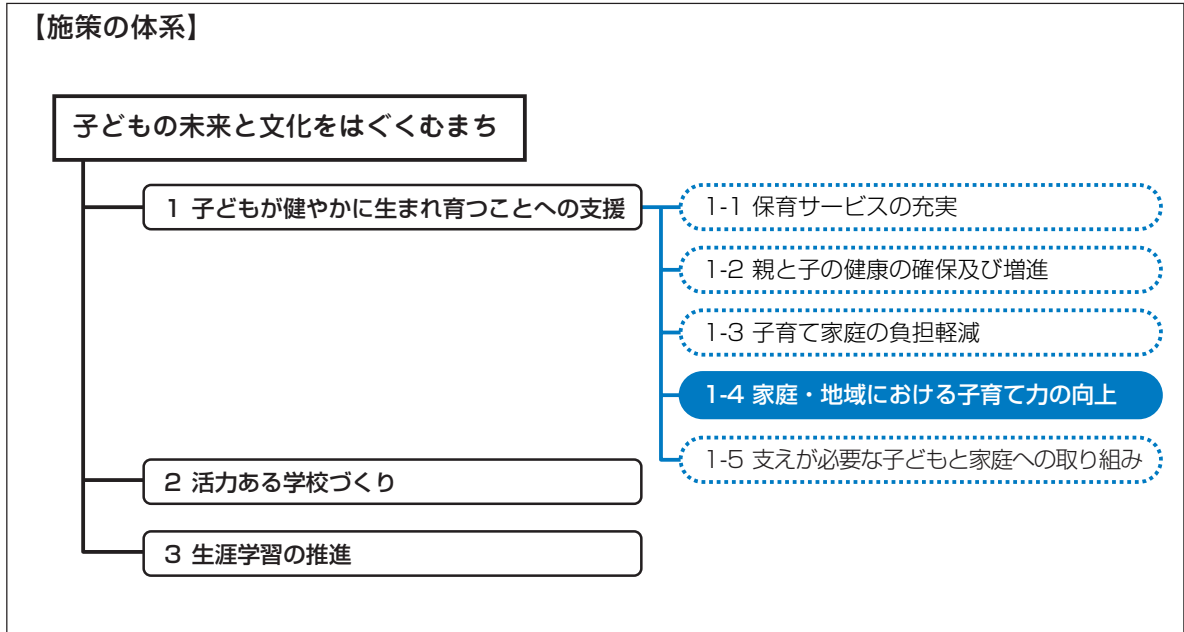 【施策の体系】
子どもの未来と文化をはぐくむまち
1 子どもが健やかに生まれ育つことへの支援
1-1 保育サービスの充実
1-2 親と子の健康の確保及び増進
1-3 子育て家庭の負担軽減
1-4 家庭・地域における子育て力の向上
1-5 支えが必要な子どもと家庭への取り組み
2 活力ある学校づくり
3 生涯学習の推進